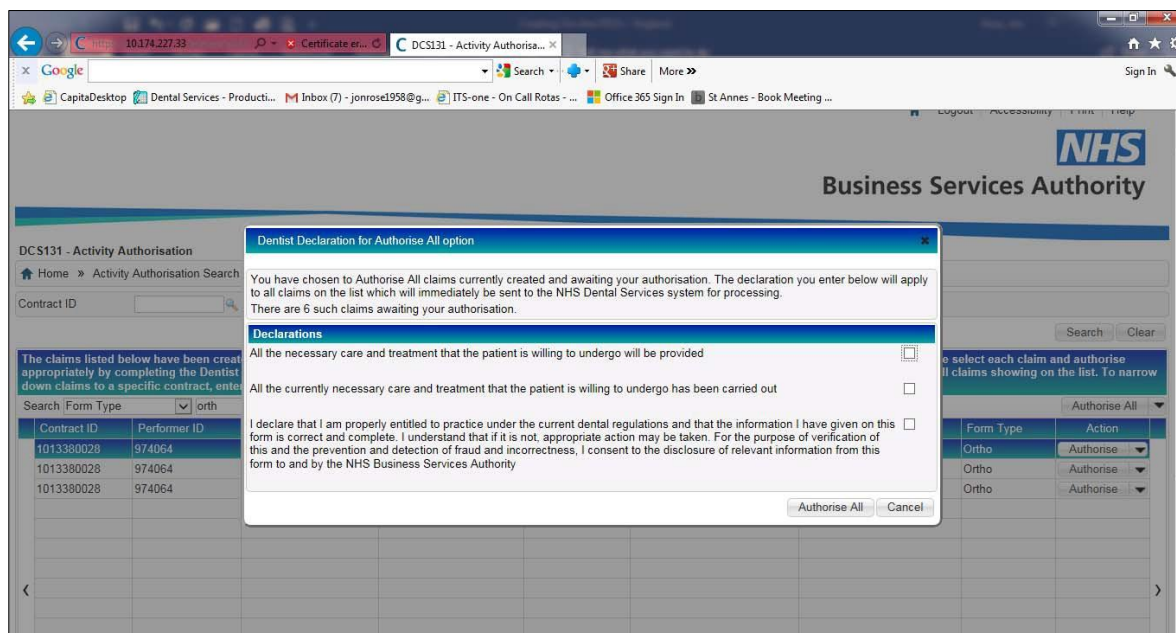 10.174.227.33
Certificate er...
DCS131 - Activity Authorisa...
x Google
Search
Share
More »
Sign In
CapitaDesktop
Dental Services - Producti...
Inbox (7) - jonrose1958@g...
ITS-one - On Call Rotas - ...
Office 365 Sign In
St Annes - Book Meeting ...
Logout Accessibility Print Help
NHS
Business Services Authority
DCS131 - Activity Authorisation
Home » Activity Authorisation Search
Contract ID
Search Clear
Dentist Declaration for Authorise All option
You have chosen to Authorise All claims currently created and awaiting your authorisation. The declaration you enter below will apply
to all claims on the list which will immediately be sent to the NHS Dental Services system for processing.
There are 6 such claims awaiting your authorisation.
Declarations
All the necessary care and treatment that the patient is willing to undergo will be provided
All the currently necessary care and treatment that the patient is willing to undergo has been carried out
I declare that I am properly entitled to practice under the current dental regulations and that the information I have given on this
form is correct and complete. I understand that if it is not, appropriate action may be taken. For the purpose of verification of
this and the prevention and detection of fraud and incorrectness, I consent to the disclosure of relevant information from this
form to and by the NHS Business Services Authority
Authorise All Cancel
The claims listed below have been creat
e select each claim and authorise
appropriately by completing the Dentist
ll claims showing on the list. To narrow
down claims to a specific contract, enter
Search Form Type orth
Authorise All
Contract ID Performer ID Form Type Action
1013380028 974064 Ortho Authorise
1013380028 974064 Ortho Authorise
1013380028 974064 Ortho Authorise